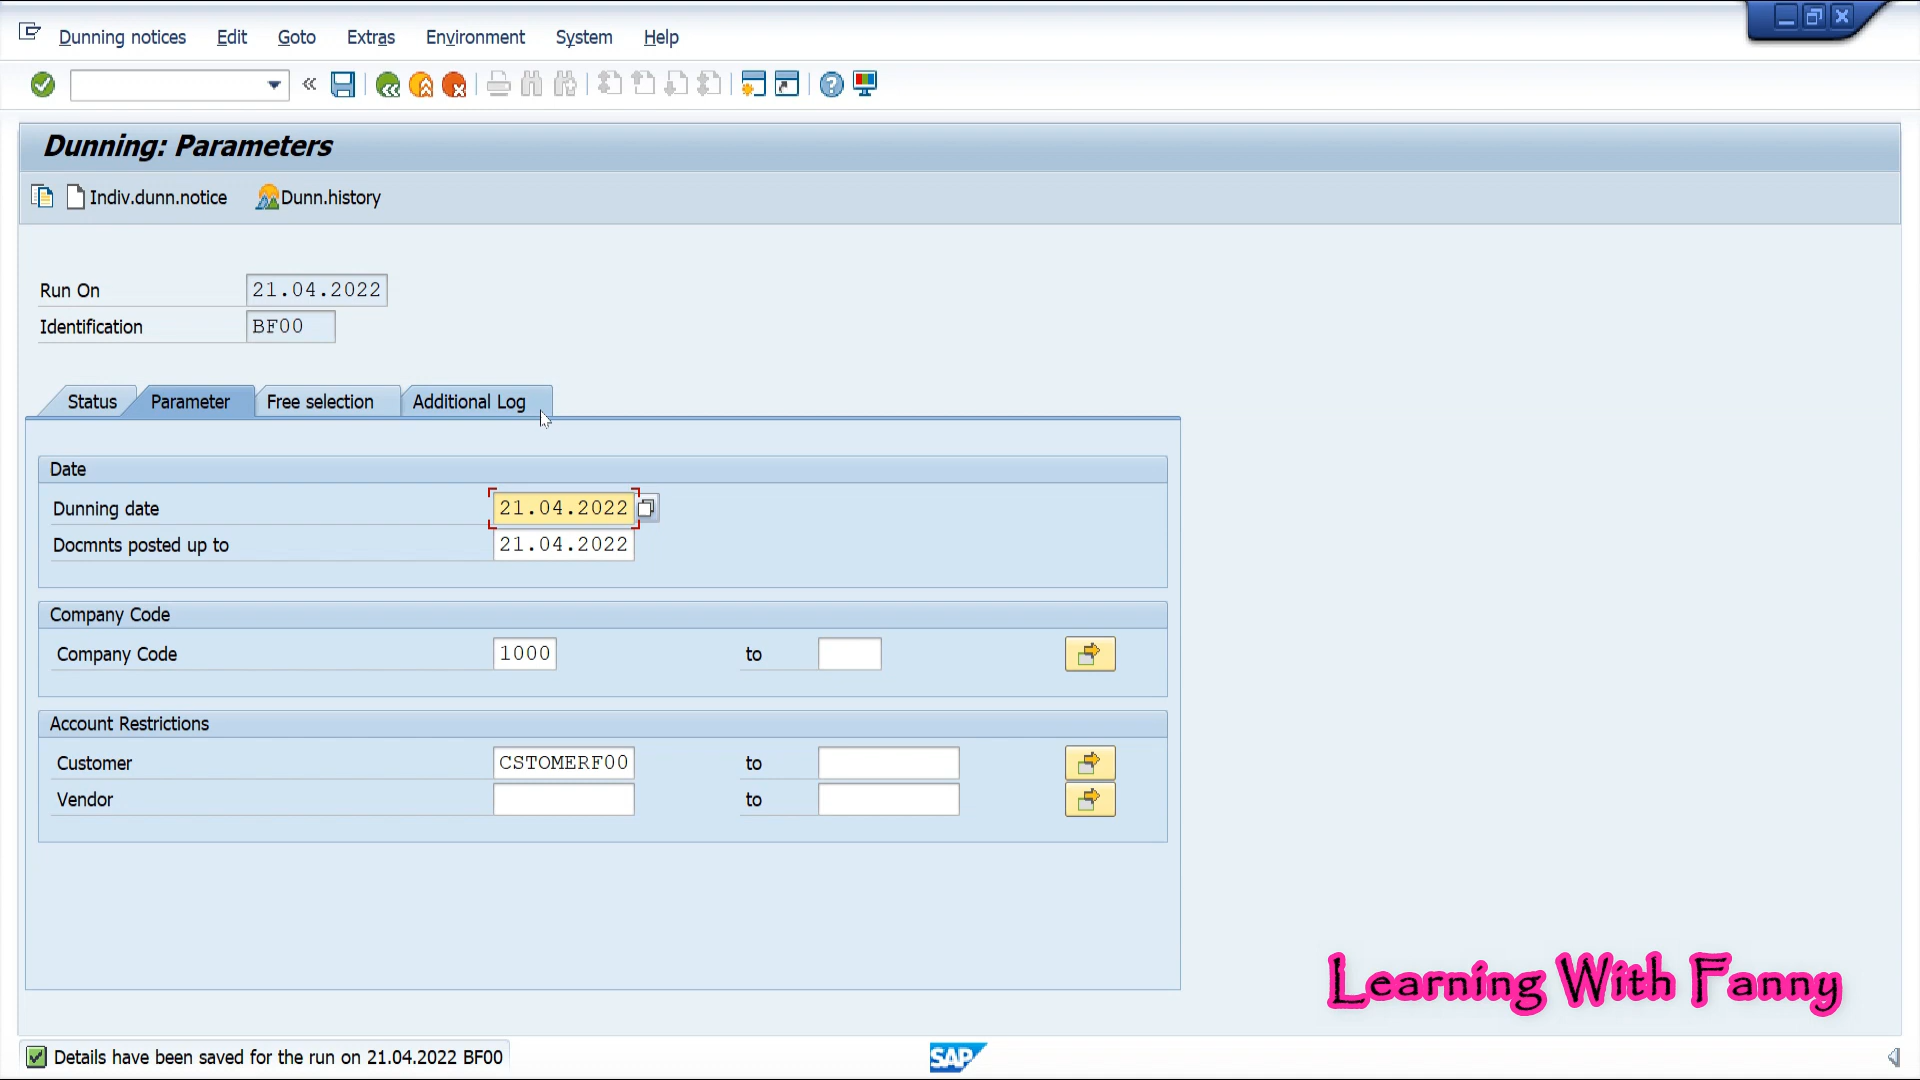 Dunning notices Edit Goto Extras Environment System Help
Dunning: Parameters
Indiv.dunn.notice Dunn.history
Run On 21.04.2022
Identification BF00
Status Parameter Free selection Additional Log
Date
Dunning date 21.04.2022
Docmnts posted up to 21.04.2022
Company Code
Company Code 1000 to
Account Restrictions
Customer CSTOMERF00 to
Vendor to
Learning With Fanny
Details have been saved for the run on 21.04.2022 BF00
SAP